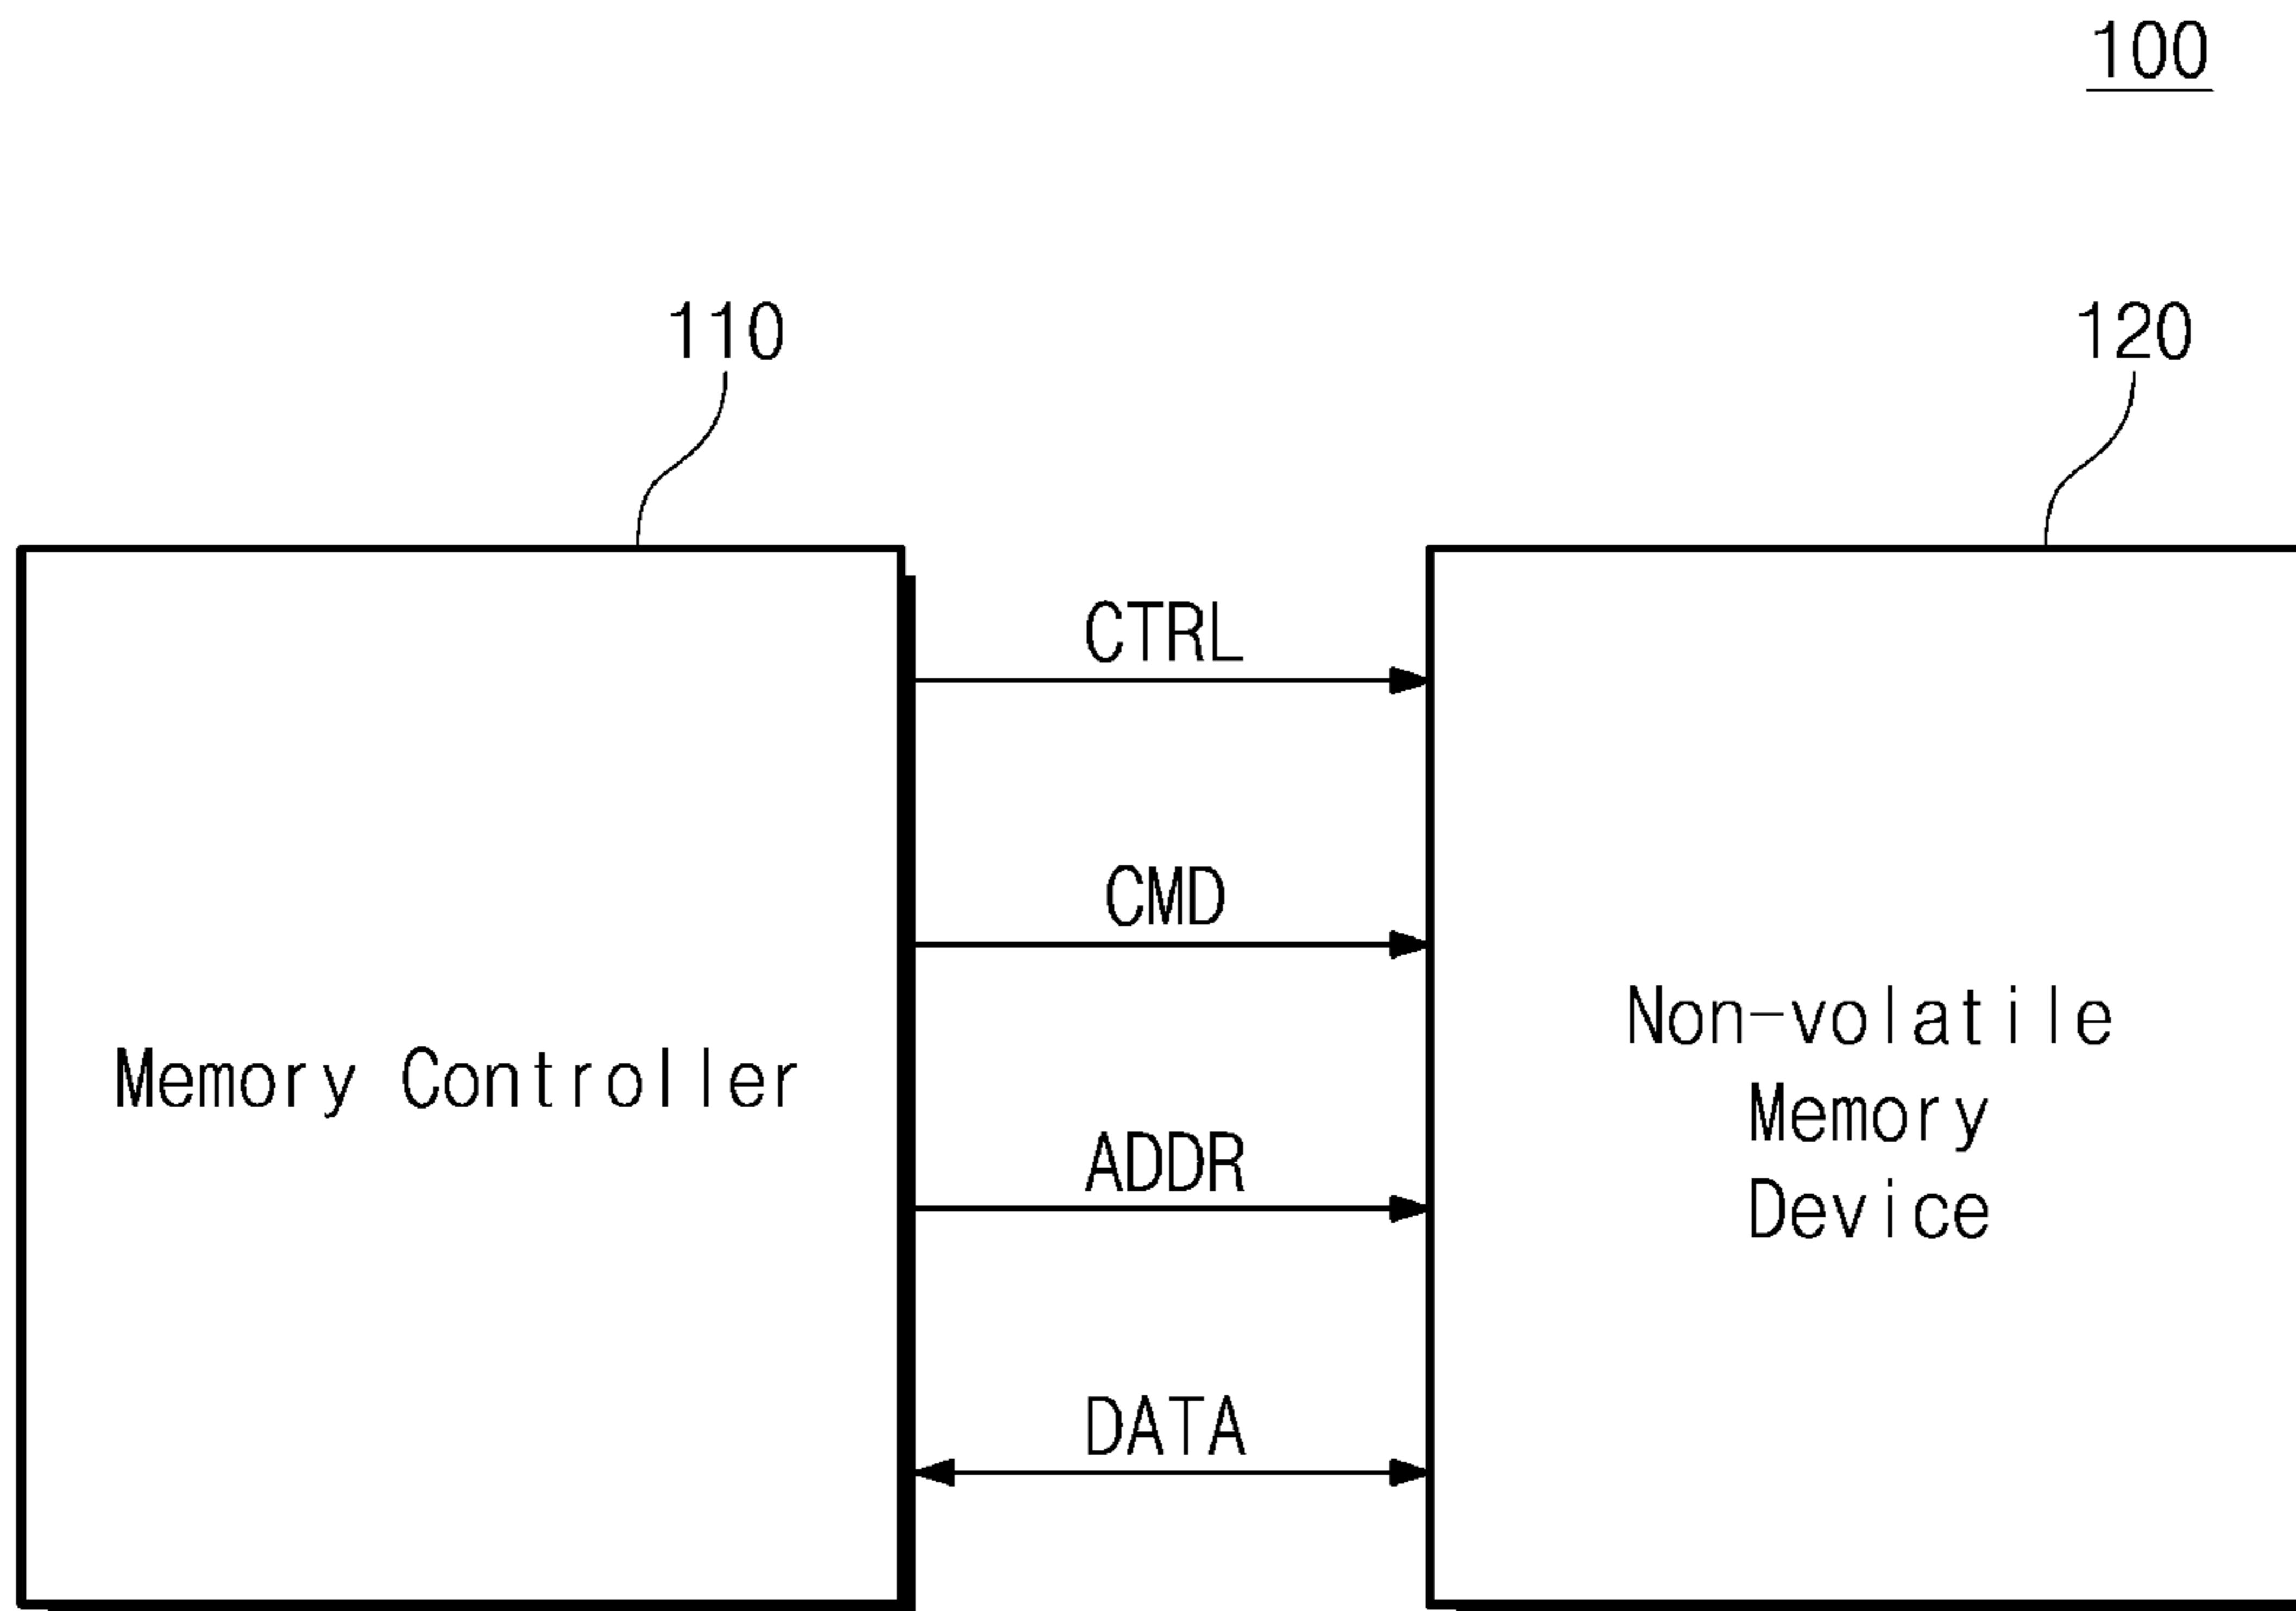 100
110
120
CTRL
CMD
ADDR
DATA
Memory Controller
Non-volatile
Memory
Device